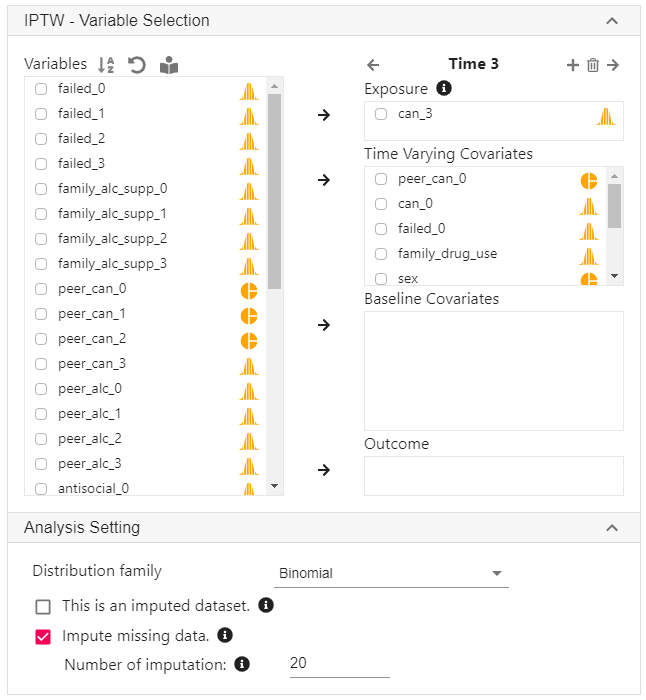 IPTW - Variable Selection
Variables
failed_0
failed_1
failed_2
failed_3
family_alc_supp_0
family_alc_supp_1
family_alc_supp_2
family_alc_supp_3
peer_can_0
peer_can_1
peer_can_2
peer_can_3
peer_alc_0
peer_alc_1
peer_alc_2
peer_alc_3
antisocial_0
Time 3
Exposure
can_3
Time Varying Covariates
peer_can_0
can_0
failed_0
family_drug_use
sex
Baseline Covariates
Outcome
Analysis Setting
Distribution family Binomial
This is an imputed dataset.
Impute missing data.
Number of imputation: 20